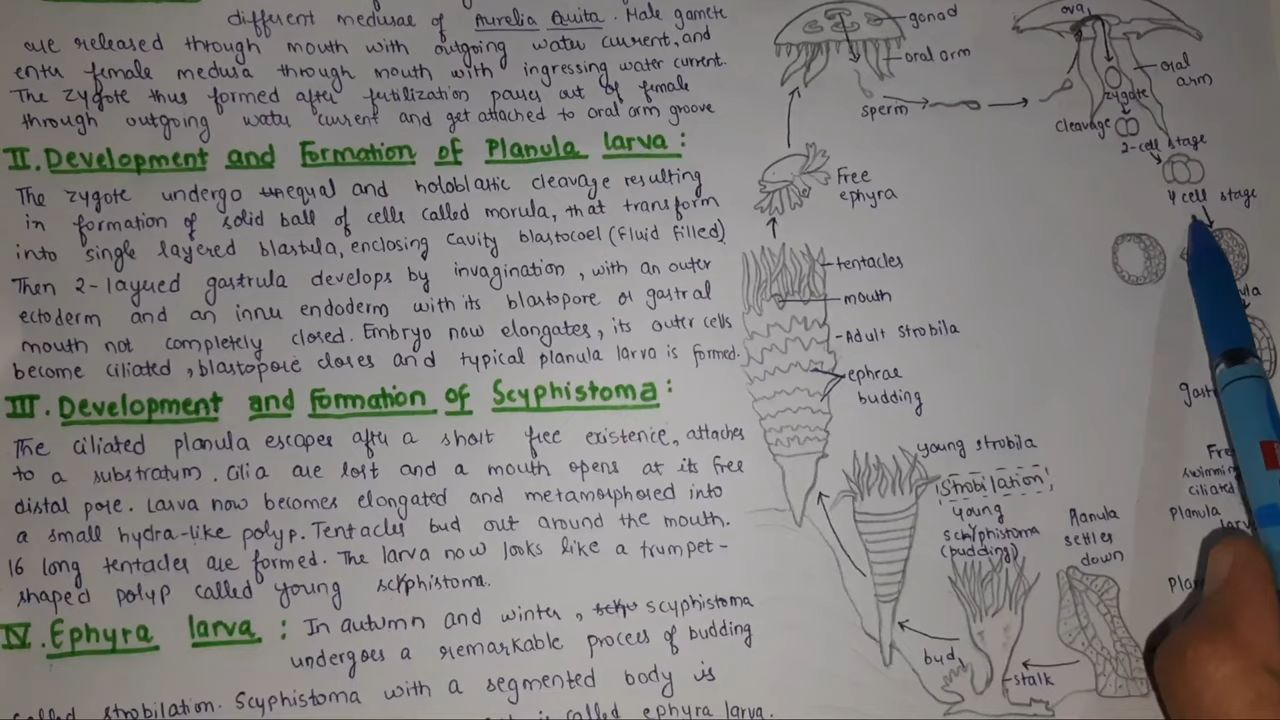 different medusae of Aurelia Auita. Male gamete
are released through mouth with outgoing water current, and
enter female medusa through mouth with ingressing water current.
The zygote thus formed after fertilization passes out of female
through outgoing water current and get attached to oral arm groove
II. Development and Formation of Planula larva:
The zygote undergo unequal and holoblastic cleavage resulting
in formation of solid ball of cells called morula, that transform
into single layered blastula, enclosing cavity blastocoel (Fluid filled)
Then 2-layered gastrula develops by invagination, with an outer
ectoderm and an inner endoderm with its blastopore or gastral
mouth not completely closed. Embryo now elongates, its outer cells
become ciliated, blastopore closes and typical planula larva is formed.
III. Development and Formation of Scyphistoma:
The ciliated planula escapes after a short free existence, attaches
to a substratum. Cilia are lost and a mouth opens at its free
distal pole. Larva now becomes elongated and metamorphosed into
a small hydra-like polyp. Tentacles bud out around the mouth.
16 long tentacles are formed. The larva now looks like a trumpet-
shaped polyp called young scyphistoma.
IV. Ephyra larva: In autumn and winter, scyphistoma
undergoes a remarkable process of budding
called strobilation. Scyphistoma with a segmented body is
it is called ephyra larva.
gonad
oral arm
sperm
ova
oral
arm
zygote
cleavage
2-cell stage
4 cell stage
Free
ephyra
tentacles
mouth
Adult strobila
ephrae
budding
young strobila
Strobilation
young
scyphistoma
(budding)
Planula
settles
down
swimming
ciliated
planula
bud
stalk